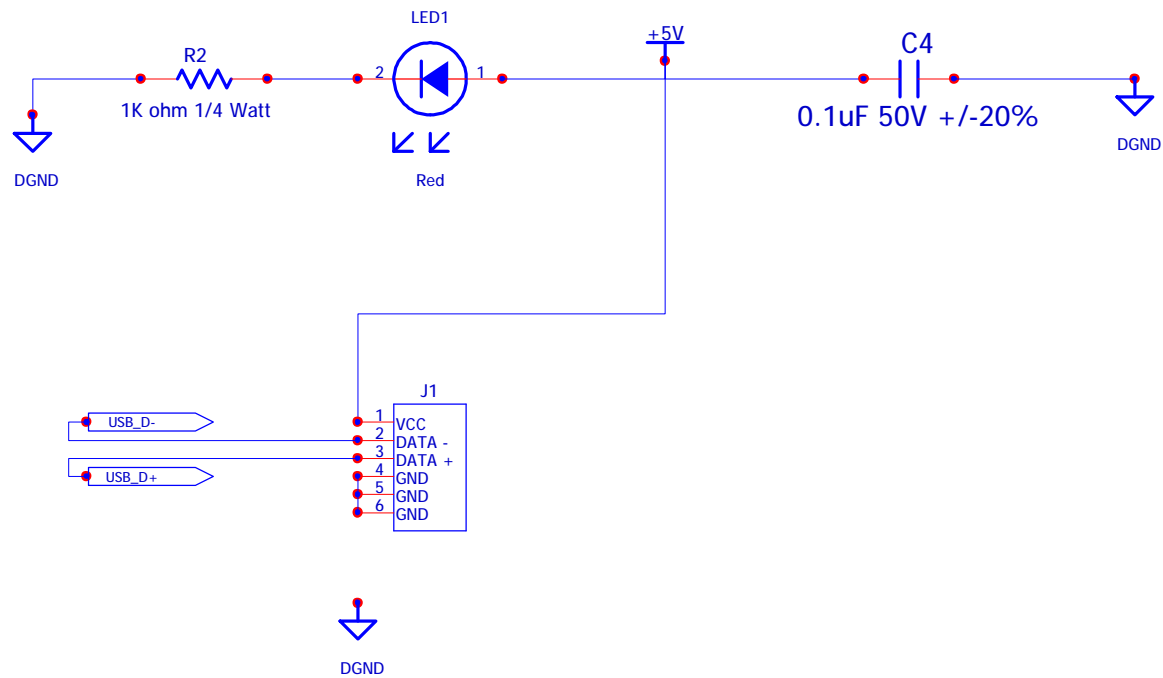 LED1
+5V
R2
C4
2
1
1K ohm 1/4 Watt
0.1uF 50V +/-20%
DGND
Red
DGND
J1
USB_D-
1
VCC
2
DATA -
3
DATA +
USB_D+
4
GND
5
GND
6
GND
DGND